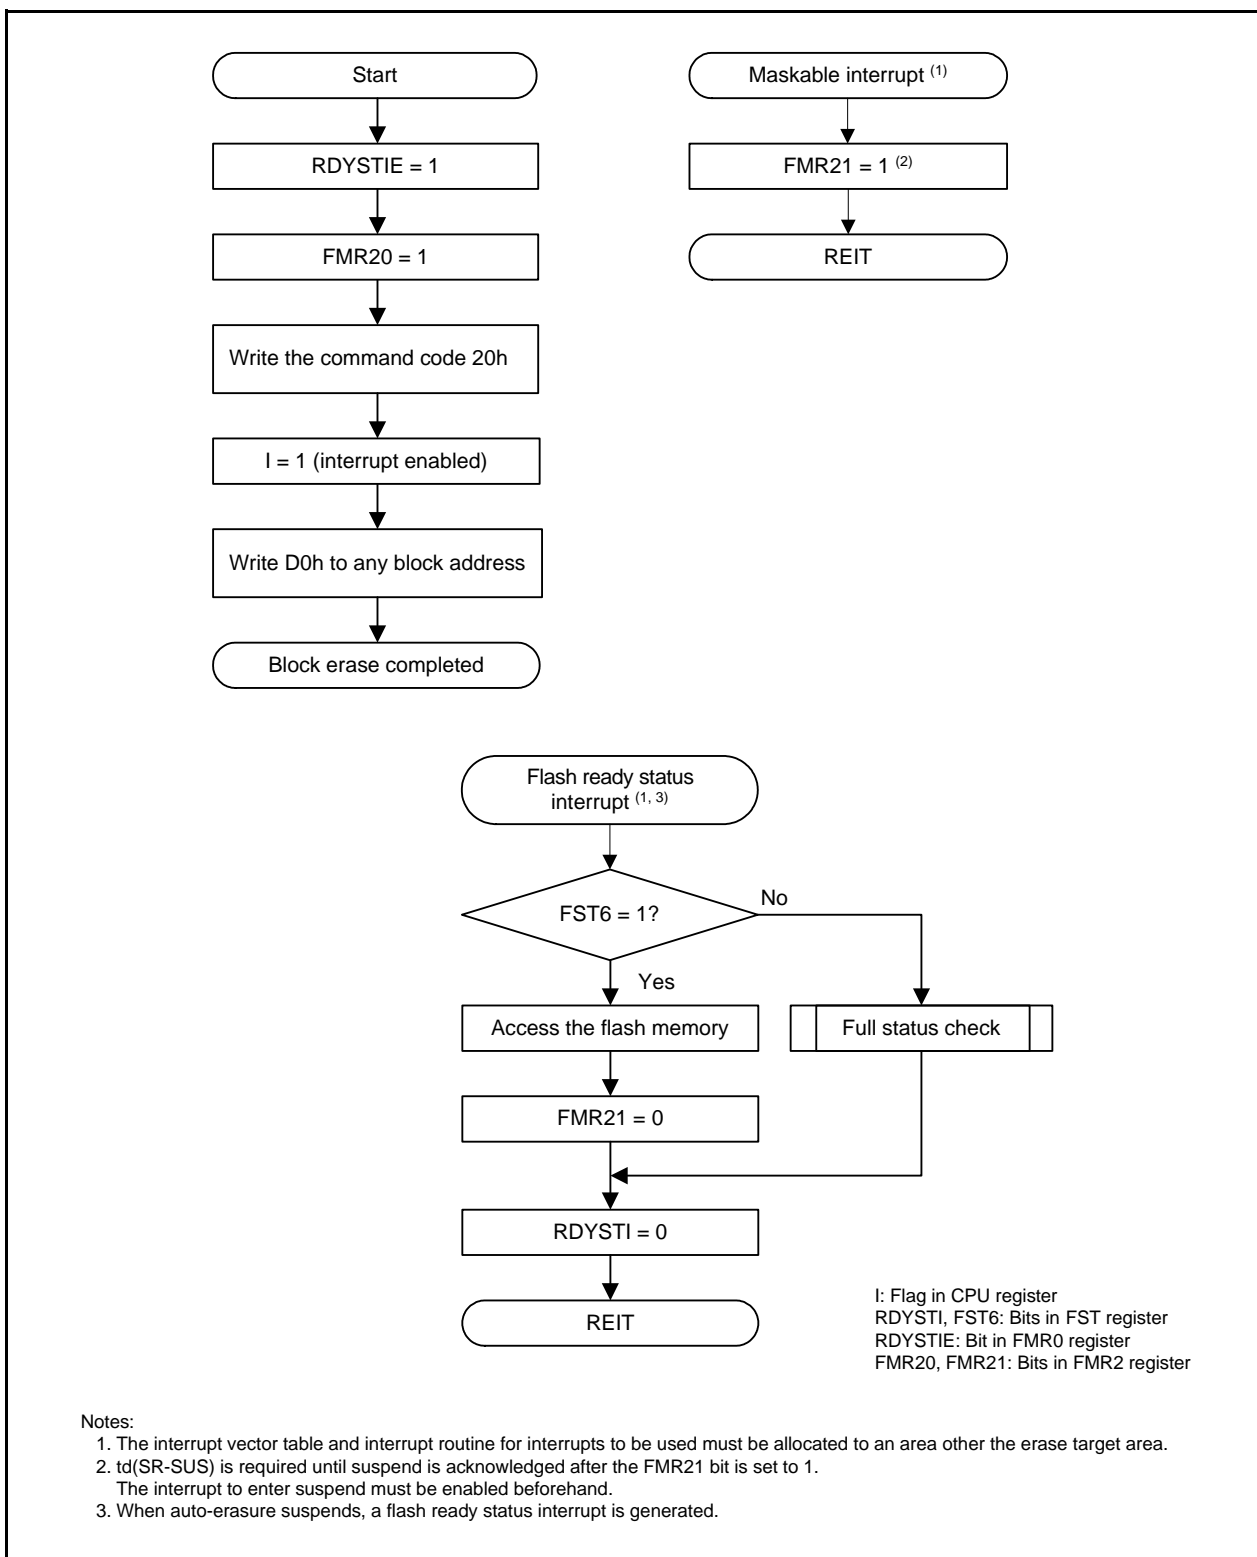 Start
RDYSTIE = 1
FMR20 = 1
Write the command code 20h
I = 1 (interrupt enabled)
Write D0h to any block address
Block erase completed
Maskable interrupt (1)
FMR21 = 1 (2)
REIT
Flash ready status
interrupt (1, 3)
FST6 = 1?
No
Yes
Access the flash memory
Full status check
FMR21 = 0
RDYSTI = 0
REIT
I: Flag in CPU register
RDYSTI, FST6: Bits in FST register
RDYSTIE: Bit in FMR0 register
FMR20, FMR21: Bits in FMR2 register
Notes:
1. The interrupt vector table and interrupt routine for interrupts to be used must be allocated to an area other the erase target area.
2. td(SR-SUS) is required until suspend is acknowledged after the FMR21 bit is set to 1.
The interrupt to enter suspend must be enabled beforehand.
3. When auto-erasure suspends, a flash ready status interrupt is generated.